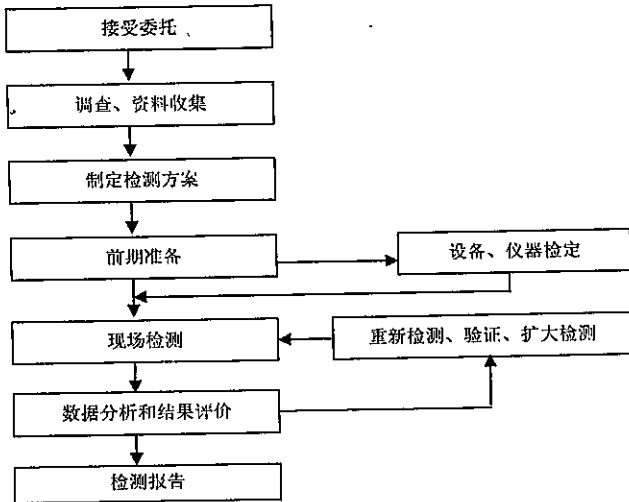 接受委托
调查、资料收集
制定检测方案
前期准备
设备、仪器检定
现场检测
重新检测、验证、扩大检测
数据分析和结果评价
检测报告